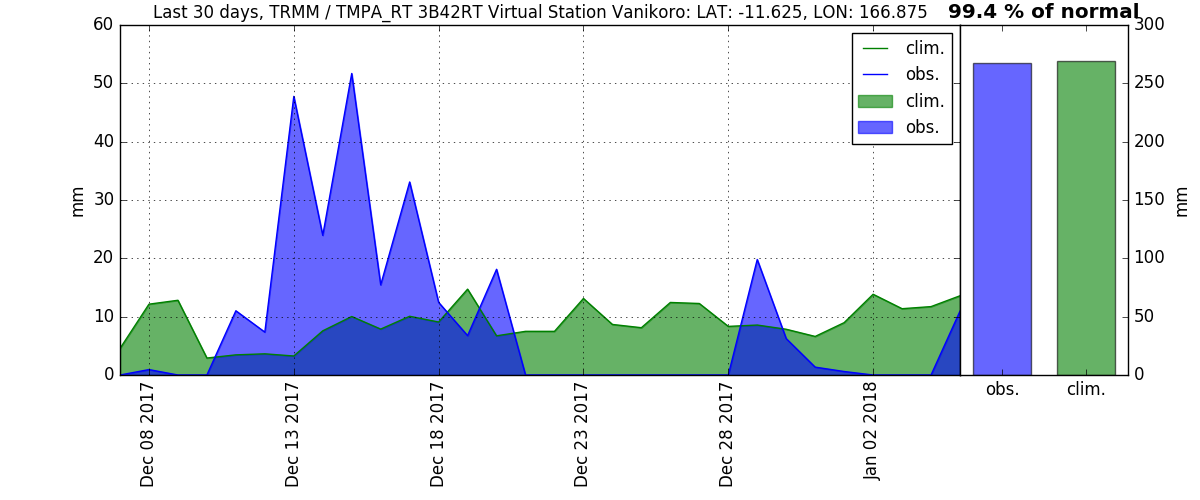 Last 30 days, TRMM / TMPA_RT 3B42RT Virtual Station Vanikoro: LAT: -11.625, LON: 166.875
99.4 % of normal
60
50
40
30
20
10
0
mm
clim.
obs.
clim.
obs.
Dec 08 2017
Dec 13 2017
Dec 18 2017
Dec 23 2017
Dec 28 2017
Jan 02 2018
300
250
200
150
100
50
0
mm
obs.
clim.